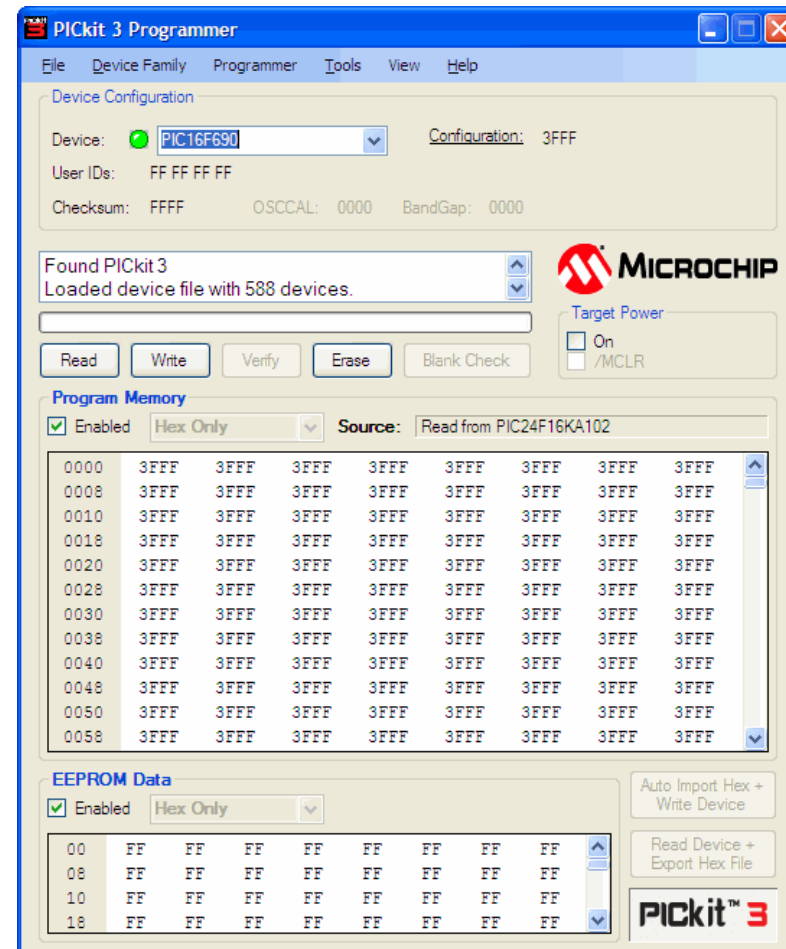 PICkit 3 Programmer
File Device Family Programmer Tools View Help
Device Configuration
Device: PIC16F690 Configuration: 3FFF
User IDs: FF FF FF FF
Checksum: FFFF OSCCAL: 0000 BandGap: 0000
Found PICkit 3
Loaded device file with 588 devices.
MICROCHIP
Target Power
On
/MCLR
Read Write Verify Erase Blank Check
Program Memory
Enabled Hex Only Source: Read from PIC24F16KA102
0000 3FFF 3FFF 3FFF 3FFF 3FFF 3FFF 3FFF 3FFF
0008 3FFF 3FFF 3FFF 3FFF 3FFF 3FFF 3FFF 3FFF
0010 3FFF 3FFF 3FFF 3FFF 3FFF 3FFF 3FFF 3FFF
0018 3FFF 3FFF 3FFF 3FFF 3FFF 3FFF 3FFF 3FFF
0020 3FFF 3FFF 3FFF 3FFF 3FFF 3FFF 3FFF 3FFF
0028 3FFF 3FFF 3FFF 3FFF 3FFF 3FFF 3FFF 3FFF
0030 3FFF 3FFF 3FFF 3FFF 3FFF 3FFF 3FFF 3FFF
0038 3FFF 3FFF 3FFF 3FFF 3FFF 3FFF 3FFF 3FFF
0040 3FFF 3FFF 3FFF 3FFF 3FFF 3FFF 3FFF 3FFF
0048 3FFF 3FFF 3FFF 3FFF 3FFF 3FFF 3FFF 3FFF
0050 3FFF 3FFF 3FFF 3FFF 3FFF 3FFF 3FFF 3FFF
0058 3FFF 3FFF 3FFF 3FFF 3FFF 3FFF 3FFF 3FFF
EEPROM Data
Enabled Hex Only
00 FF FF FF FF FF FF FF FF
08 FF FF FF FF FF FF FF FF
10 FF FF FF FF FF FF FF FF
18 FF FF FF FF FF FF FF FF
Auto Import Hex +
Write Device
Read Device +
Export Hex File
PICkit™ 3